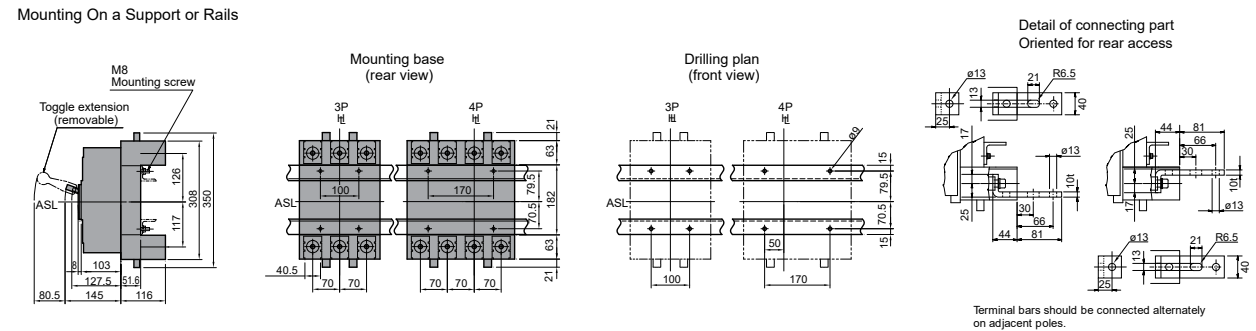 Mounting On a Support or Rails
M8
Mounting screw
Toggle extension
(removable)
ASL
126
117
308
350
8
103
127.5
51.6
80.5
145
116
Mounting base
(rear view)
3P
4P
ASL
100
170
21
63
79.5
182
70.5
63
21
40.5
70
70
70
70
70
Drilling plan
(front view)
3P
4P
ø9
ASL
15
79.5
70.5
15
50
100
170
Detail of connecting part
Oriented for rear access
ø13
21
R6.5
13
40
25
17
44
81
66
30
ø13
10t
25
30
66
44
81
25
44
81
66
30
10t
17
ø13
ø13
21
R6.5
13
40
25
Terminal bars should be connected alternately
on adjacent poles.